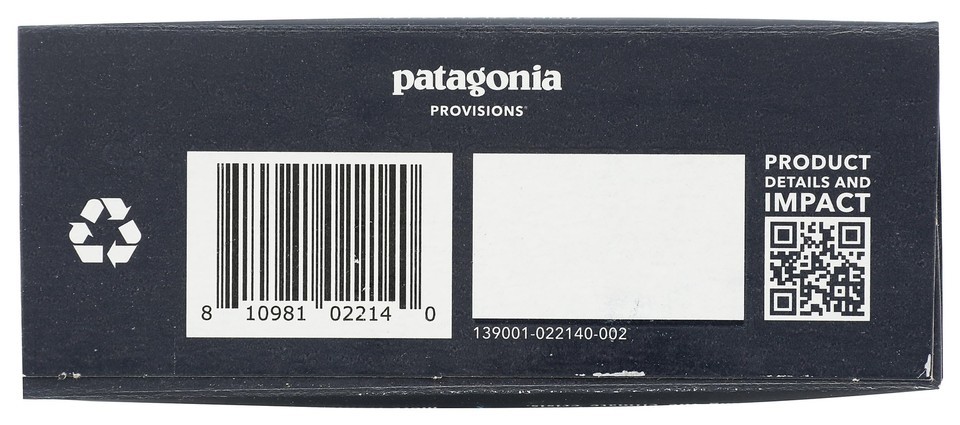 patagonia
PROVISIONS
8 10981 02214 0
139001-022140-002
PRODUCT
DETAILS AND
IMPACT